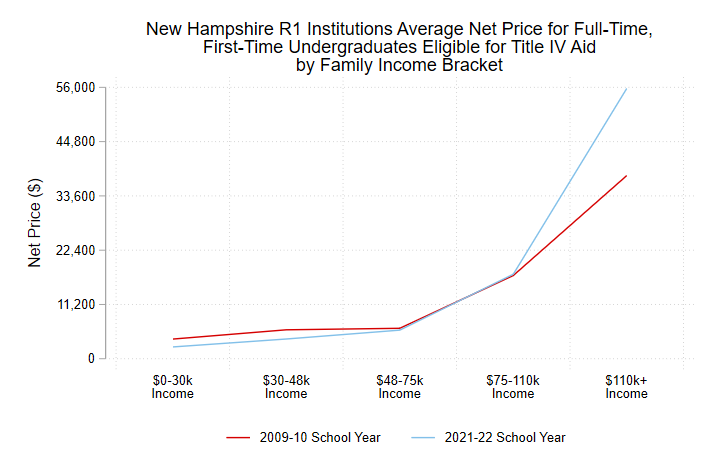 New Hampshire R1 Institutions Average Net Price for Full-Time,
First-Time Undergraduates Eligible for Title IV Aid
by Family Income Bracket
Net Price ($)
56,000
44,800
33,600
22,400
11,200
0
$0-30k
Income
$30-48k
Income
$48-75k
Income
$75-110k
Income
$110k+
Income
2009-10 School Year
2021-22 School Year